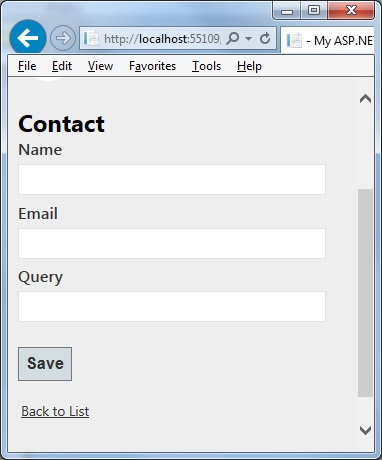 http://localhost:55109,
- My ASP.NE
File Edit View Favorites Tools Help
Contact
Name
Email
Query
Save
Back to List